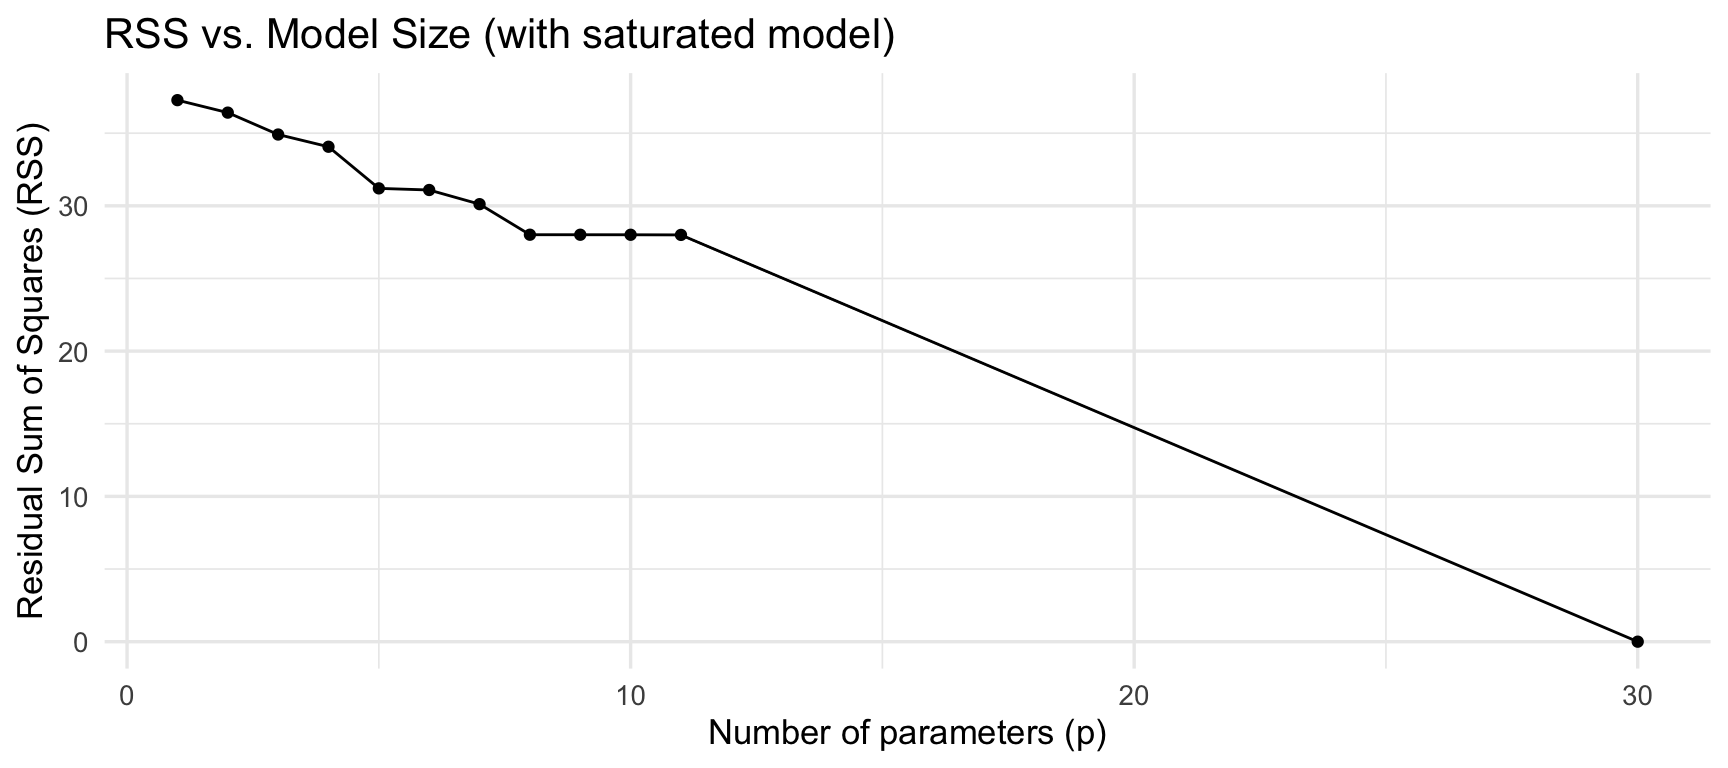 RSS vs. Model Size (with saturated model)
Residual Sum of Squares (RSS)
30
20
10
0
0
10
20
30
Number of parameters (p)